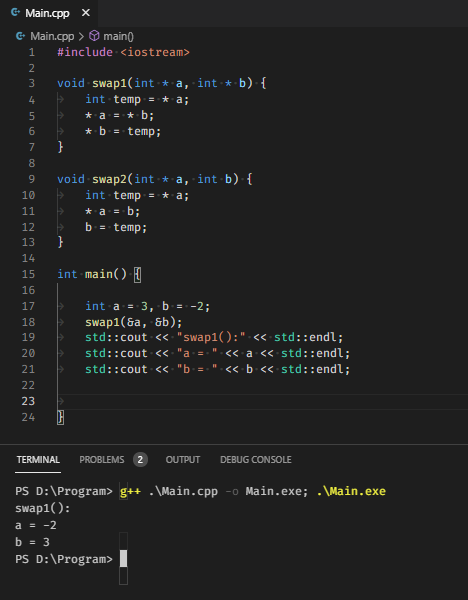 Main.cpp ×
Main.cpp > main()
1 #include <iostream>
2
3 void swap1(int * a, int * b) {
4 int temp = * a;
5 * a = * b;
6 * b = temp;
7 }
8
9 void swap2(int * a, int b) {
10 int temp = * a;
11 * a = b;
12 b = temp;
13 }
14
15 int main() {
16
17 int a = 3, b = -2;
18 swap1(&a, &b);
19 std::cout << "swap1():" << std::endl;
20 std::cout << "a = " << a << std::endl;
21 std::cout << "b = " << b << std::endl;
22
23
24 }
TERMINAL PROBLEMS 2 OUTPUT DEBUG CONSOLE
PS D:\Program> g++ .\Main.cpp -o Main.exe; .\Main.exe
swap1():
a = -2
b = 3
PS D:\Program>